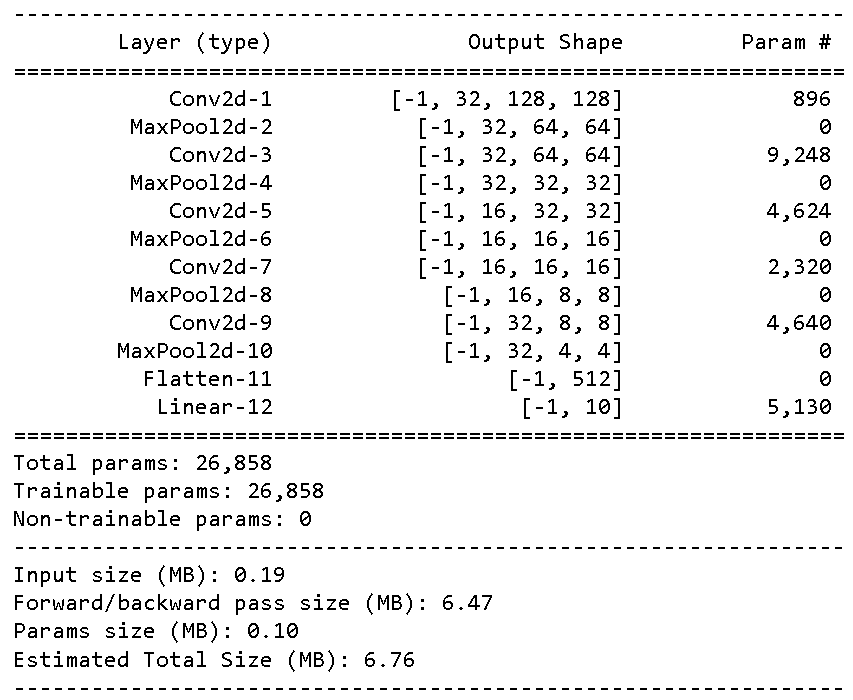 ----------------------------------------------------------------
Layer (type) Output Shape Param #
================================================================
Conv2d-1 [-1, 32, 128, 128] 896
MaxPool2d-2 [-1, 32, 64, 64] 0
Conv2d-3 [-1, 32, 64, 64] 9,248
MaxPool2d-4 [-1, 32, 32, 32] 0
Conv2d-5 [-1, 16, 32, 32] 4,624
MaxPool2d-6 [-1, 16, 16, 16] 0
Conv2d-7 [-1, 16, 16, 16] 2,320
MaxPool2d-8 [-1, 16, 8, 8] 0
Conv2d-9 [-1, 32, 8, 8] 4,640
MaxPool2d-10 [-1, 32, 4, 4] 0
Flatten-11 [-1, 512] 0
Linear-12 [-1, 10] 5,130
================================================================
Total params: 26,858
Trainable params: 26,858
Non-trainable params: 0
----------------------------------------------------------------
Input size (MB): 0.19
Forward/backward pass size (MB): 6.47
Params size (MB): 0.10
Estimated Total Size (MB): 6.76
----------------------------------------------------------------